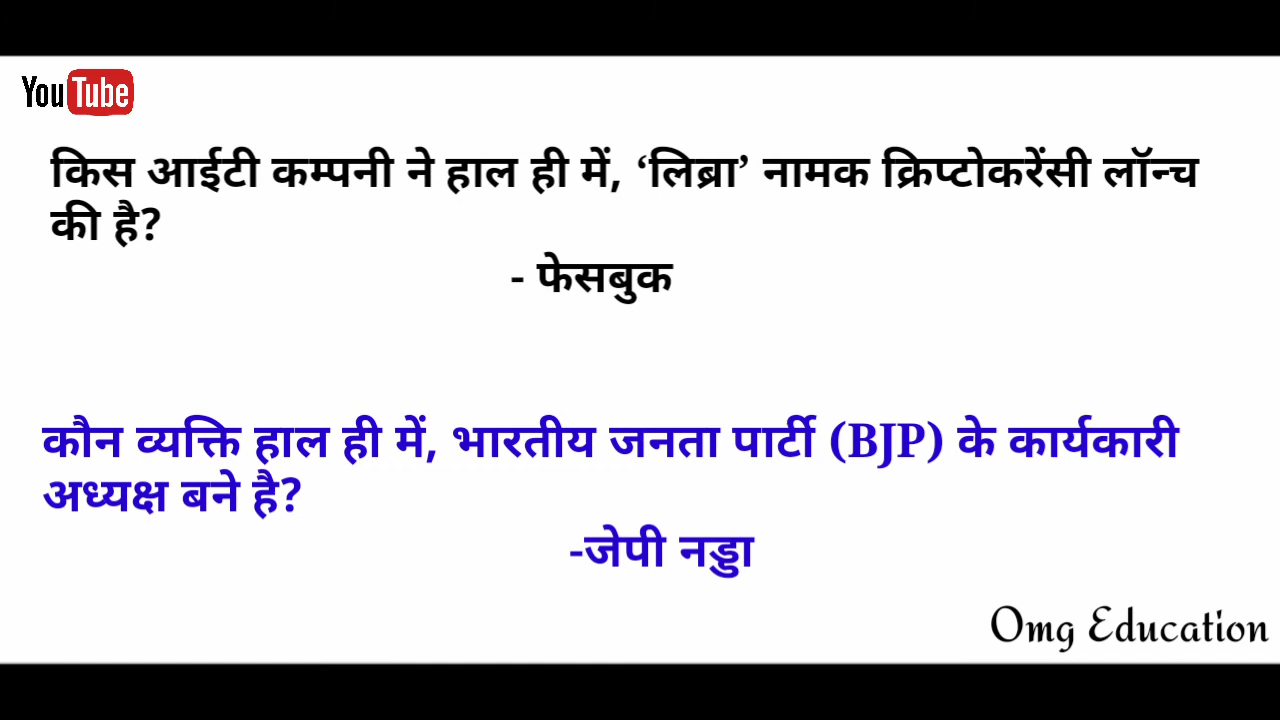 YouTube
किस आईटी कम्पनी ने हाल ही में, ‘लिब्रा’ नामक क्रिप्टोकरेंसी लॉन्च
की है?
- फेसबुक
कौन व्यक्ति हाल ही में, भारतीय जनता पार्टी (BJP) के कार्यकारी
अध्यक्ष बने है?
-जेपी नड्डा
Omg Education